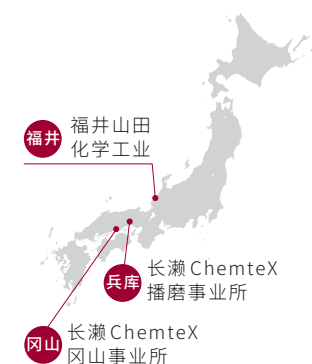 福井
福井山田
化学工业
兵库
长濑ChemteX
播磨事业所
冈山
长濑ChemteX
冈山事业所